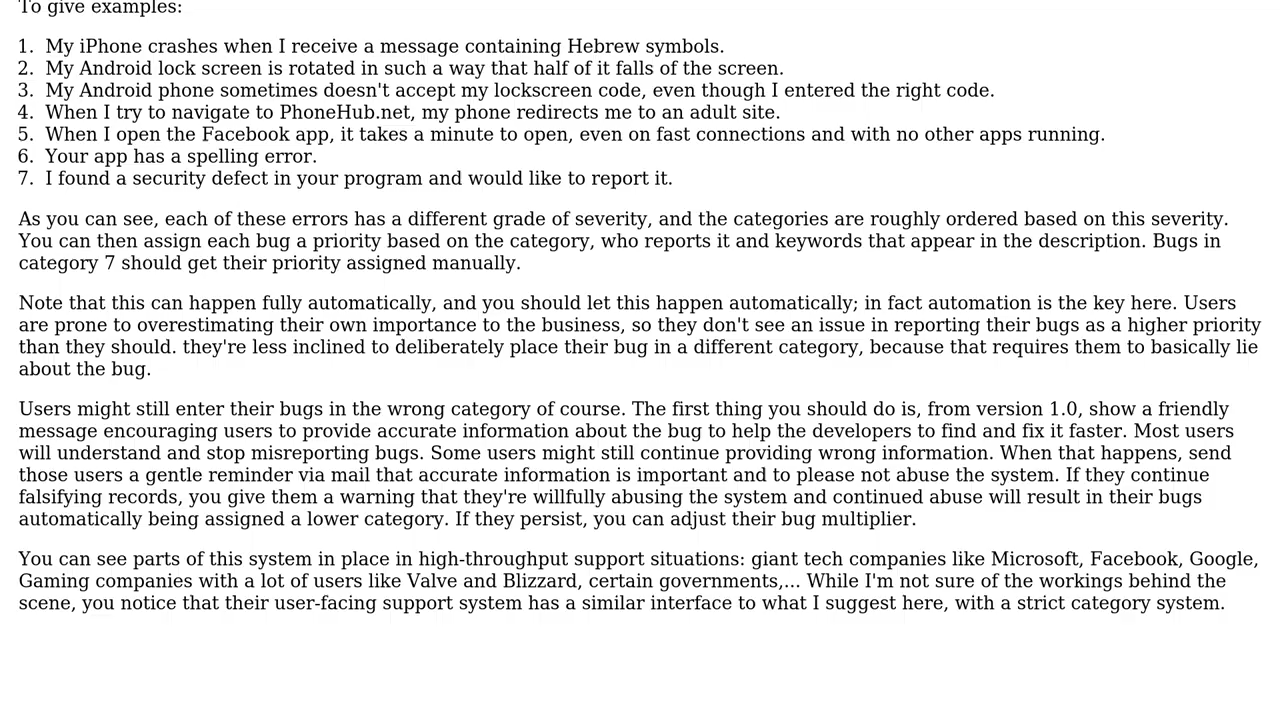 To give examples:
1. My iPhone crashes when I receive a message containing Hebrew symbols.
2. My Android lock screen is rotated in such a way that half of it falls of the screen.
3. My Android phone sometimes doesn't accept my lockscreen code, even though I entered the right code.
4. When I try to navigate to PhoneHub.net, my phone redirects me to an adult site.
5. When I open the Facebook app, it takes a minute to open, even on fast connections and with no other apps running.
6. Your app has a spelling error.
7. I found a security defect in your program and would like to report it.
As you can see, each of these errors has a different grade of severity, and the categories are roughly ordered based on this severity.
You can then assign each bug a priority based on the category, who reports it and keywords that appear in the description. Bugs in
category 7 should get their priority assigned manually.
Note that this can happen fully automatically, and you should let this happen automatically; in fact automation is the key here. Users
are prone to overestimating their own importance to the business, so they don't see an issue in reporting their bugs as a higher priority
than they should. they're less inclined to deliberately place their bug in a different category, because that requires them to basically lie
about the bug.
Users might still enter their bugs in the wrong category of course. The first thing you should do is, from version 1.0, show a friendly
message encouraging users to provide accurate information about the bug to help the developers to find and fix it faster. Most users
will understand and stop misreporting bugs. Some users might still continue providing wrong information. When that happens, send
those users a gentle reminder via mail that accurate information is important and to please not abuse the system. If they continue
falsifying records, you give them a warning that they're willfully abusing the system and continued abuse will result in their bugs
automatically being assigned a lower category. If they persist, you can adjust their bug multiplier.
You can see parts of this system in place in high-throughput support situations: giant tech companies like Microsoft, Facebook, Google,
Gaming companies with a lot of users like Valve and Blizzard, certain governments,... While I'm not sure of the workings behind the
scene, you notice that their user-facing support system has a similar interface to what I suggest here, with a strict category system.